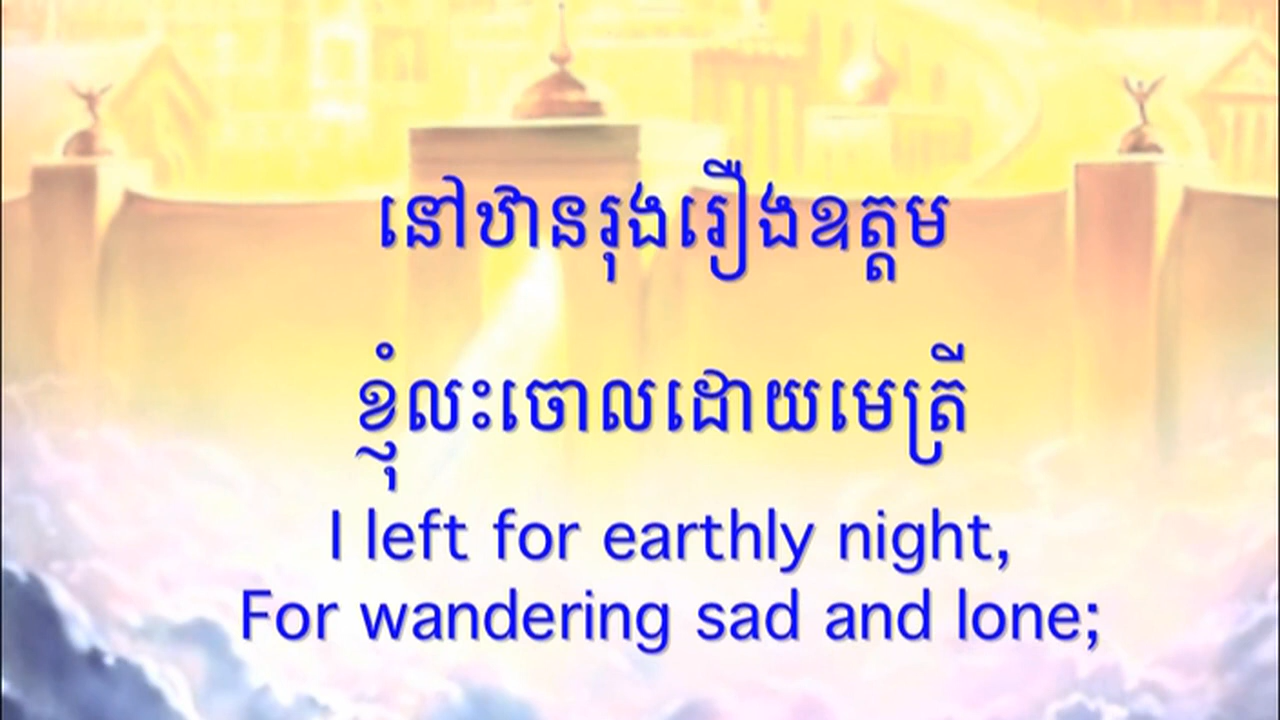 នៅឋានរុងរឿងឧត្តម
ខ្ញុំលះចោលដោយមេត្រី
I left for earthly night,
For wandering sad and lone;